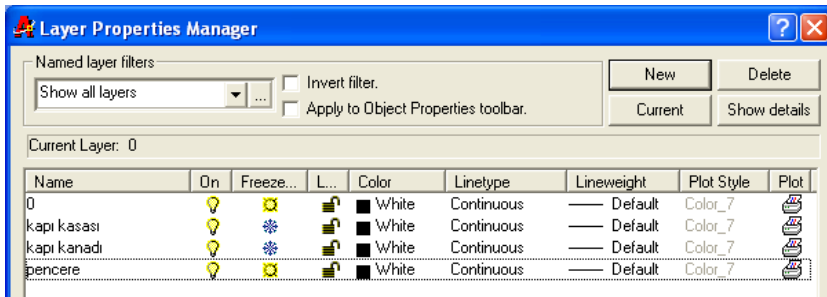 Layer Properties Manager
Named layer filters
Show all layers
...
Invert filter.
Apply to Object Properties toolbar.
New
Delete
Current
Show details
Current Layer: 0
Name On Freeze... L... Color Linetype Lineweight Plot Style Plot
0 White Continuous Default Color_7
kapı kasası White Continuous Default Color_7
kapı kanadı White Continuous Default Color_7
pencere White Continuous Default Color_7